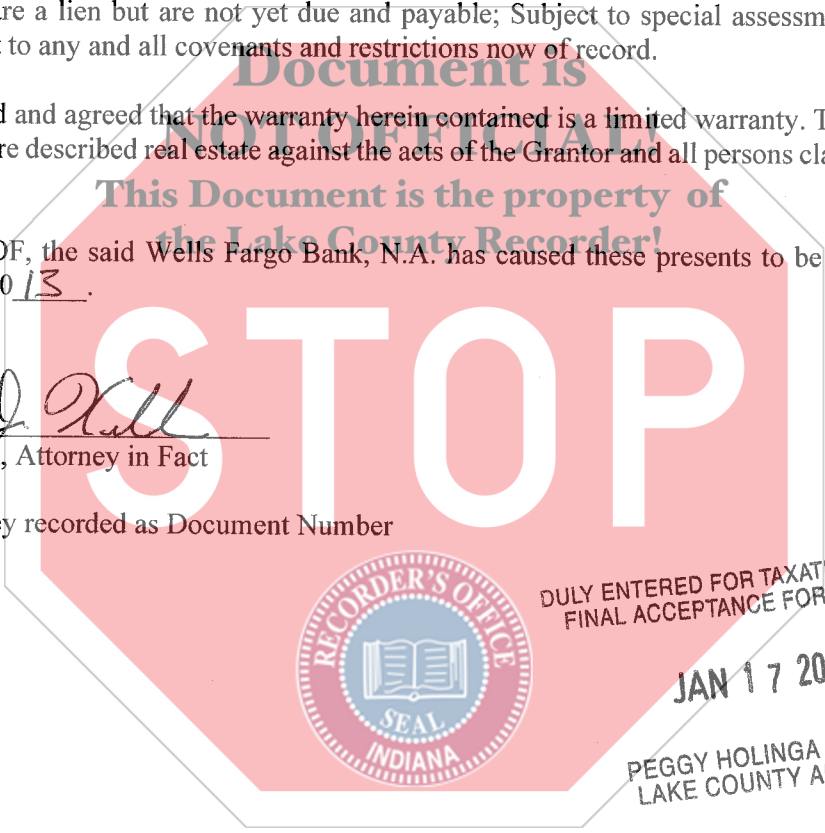 re a lien but are not yet due and payable; Subject to special assessm
t to any and all covenants and restrictions now of record.
Document is
d and agreed that the warranty herein contained is a limited warranty. T
NOT OFFICIAL!
re described real estate against the acts of the Grantor and all persons cla
This Document is the property of
the Lake County Recorder!
OF, the said Wells Fargo Bank, N.A. has caused these presents to be
0 13 .
STOP
, Attorney in Fact
y recorded as Document Number
RECORDER'S OFFICE
SEAL
INDIANA
DULY ENTERED FOR TAXAT
FINAL ACCEPTANCE FOR
JAN 17 20
PEGGY HOLINGA
LAKE COUNTY A